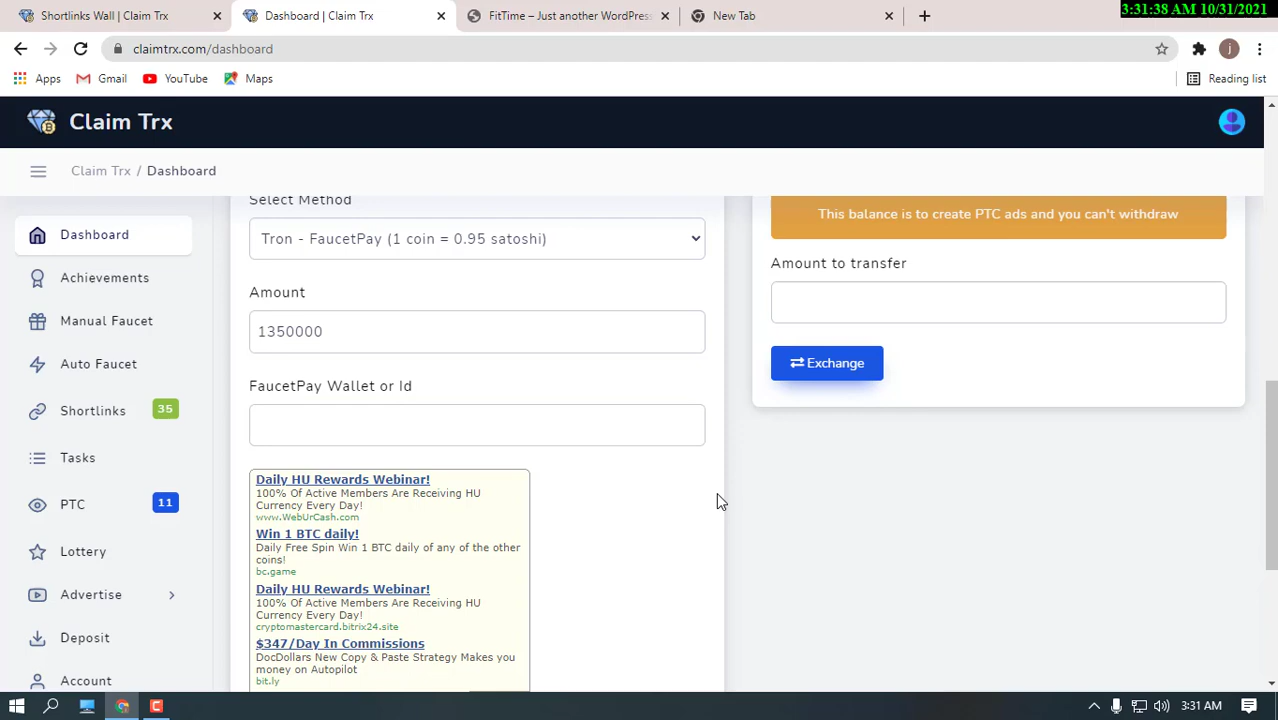 Shortlinks Wall | Claim Trx
Dashboard | Claim Trx
FitTime – Just another WordPress
New Tab
3:31:38 AM 10/31/2021
claimtrx.com/dashboard
j
Apps
Gmail
YouTube
Maps
Reading list
Claim Trx
Claim Trx / Dashboard
Dashboard
Achievements
Manual Faucet
Auto Faucet
Shortlinks 35
Tasks
PTC 11
Lottery
Advertise
Deposit
Account
Select Method
Tron - FaucetPay (1 coin = 0.95 satoshi)
Amount
1350000
FaucetPay Wallet or Id
Daily HU Rewards Webinar!
100% Of Active Members Are Receiving HU
Currency Every Day!
www.WebUrCash.com
Win 1 BTC daily!
Daily Free Spin Win 1 BTC daily of any of the other
coins!
bc.game
Daily HU Rewards Webinar!
100% Of Active Members Are Receiving HU
Currency Every Day!
cryptomastercard.bitrix24.site
$347/Day In Commissions
DocDollars New Copy & Paste Strategy Makes you
money on Autopilot
bit.ly
This balance is to create PTC ads and you can't withdraw
Amount to transfer
Exchange
3:31 AM